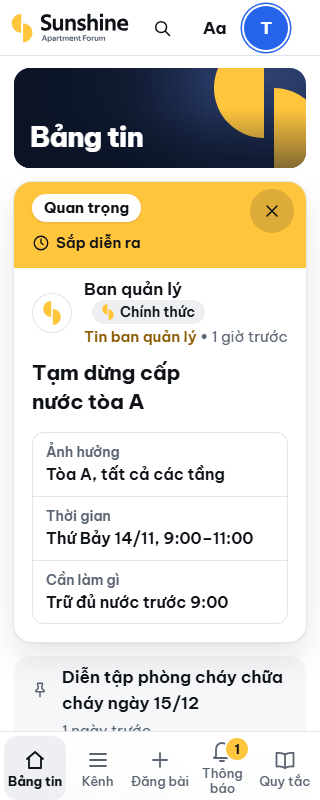 Sunshine
Apartment Forum
Aa
T
Bảng tin
Quan trọng
Sắp diễn ra
Ban quản lý
Chính thức
Tin ban quản lý • 1 giờ trước
Tạm dừng cấp
nước tòa A
Ảnh hưởng
Tòa A, tất cả các tầng
Thời gian
Thứ Bảy 14/11, 9:00–11:00
Cần làm gì
Trữ đủ nước trước 9:00
Diễn tập phòng cháy chữa
cháy ngày 15/12
1 ngày trước
1
Bảng tin
Kênh
Đăng bài
Thông
báo
Quy tắc